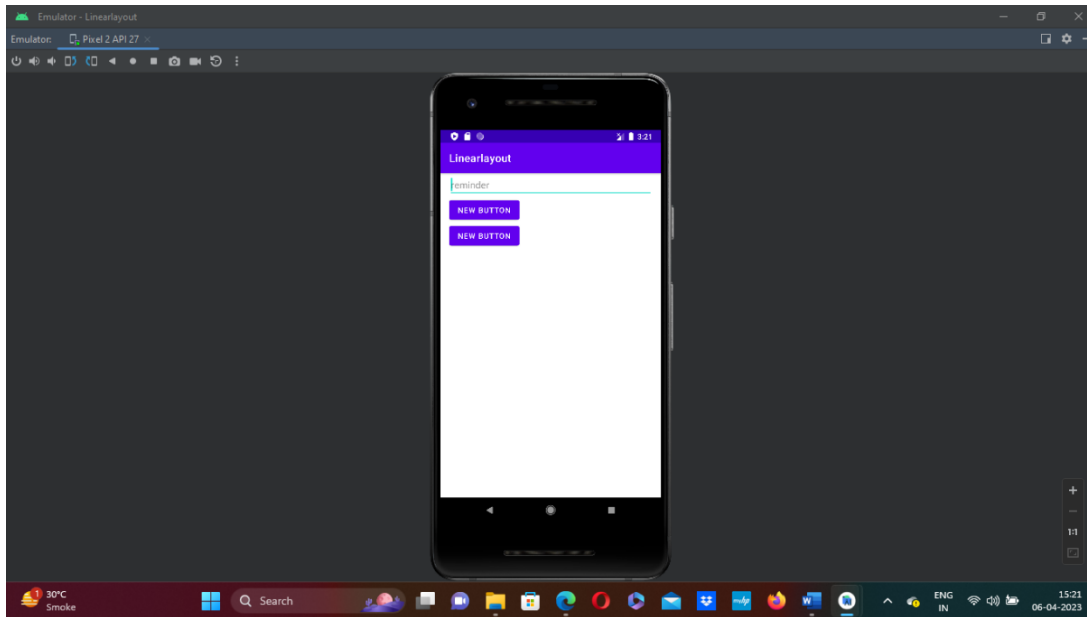 Emulator - Linearlayout
Emulator: Pixel 2 API 27
3:21
Linearlayout
reminder
NEW BUTTON
NEW BUTTON
1:1
1
30°C
Smoke
Search
W
ENG
IN
15:21
06-04-2023